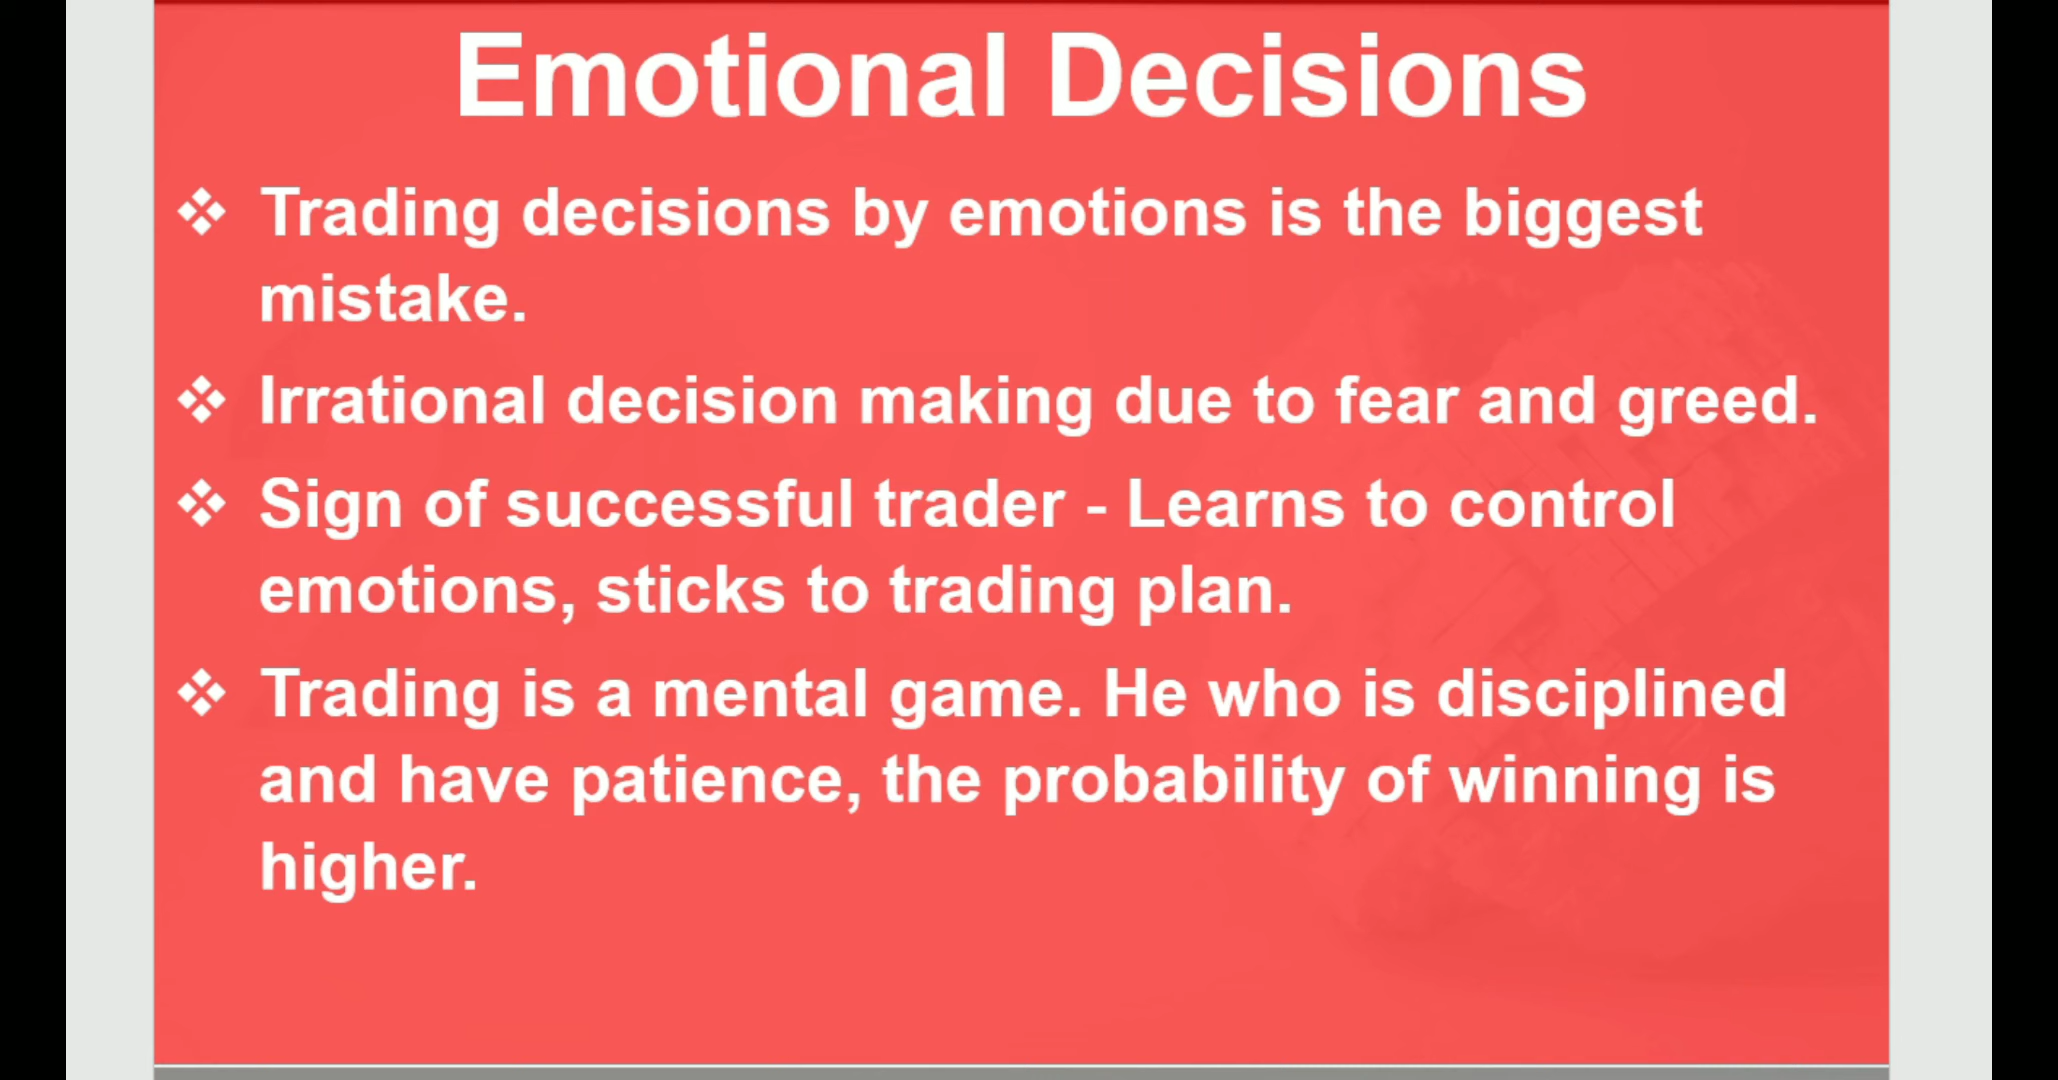 Emotional Decisions
❖ Trading decisions by emotions is the biggest
mistake.
❖ Irrational decision making due to fear and greed.
❖ Sign of successful trader - Learns to control
emotions, sticks to trading plan.
❖ Trading is a mental game. He who is disciplined
and have patience, the probability of winning is
higher.